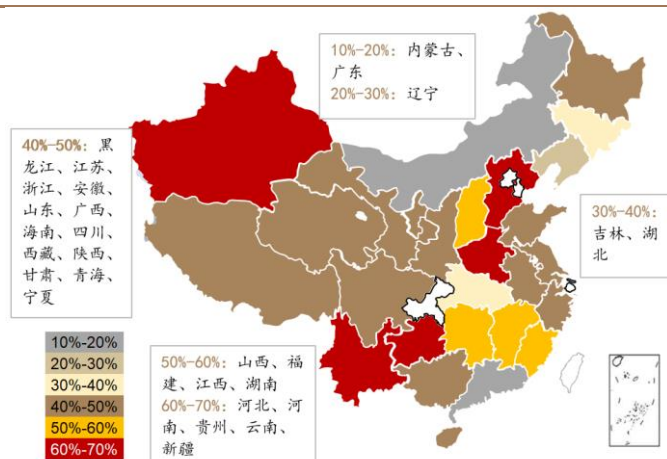 10%-20%：内蒙古、
广东
20%-30%：辽宁
40%-50%：黑
龙江、江苏、
浙江、安徽、
山东、广西、
海南、四川、
西藏、陕西、
甘肃、青海、
宁夏
30%-40%：
吉林、湖
北
10%-20%
20%-30%
30%-40%
40%-50%
50%-60%
60%-70%
50%-60%：山西、福
建、江西、湖南
60%-70%：河北、河
南、贵州、云南、
新疆